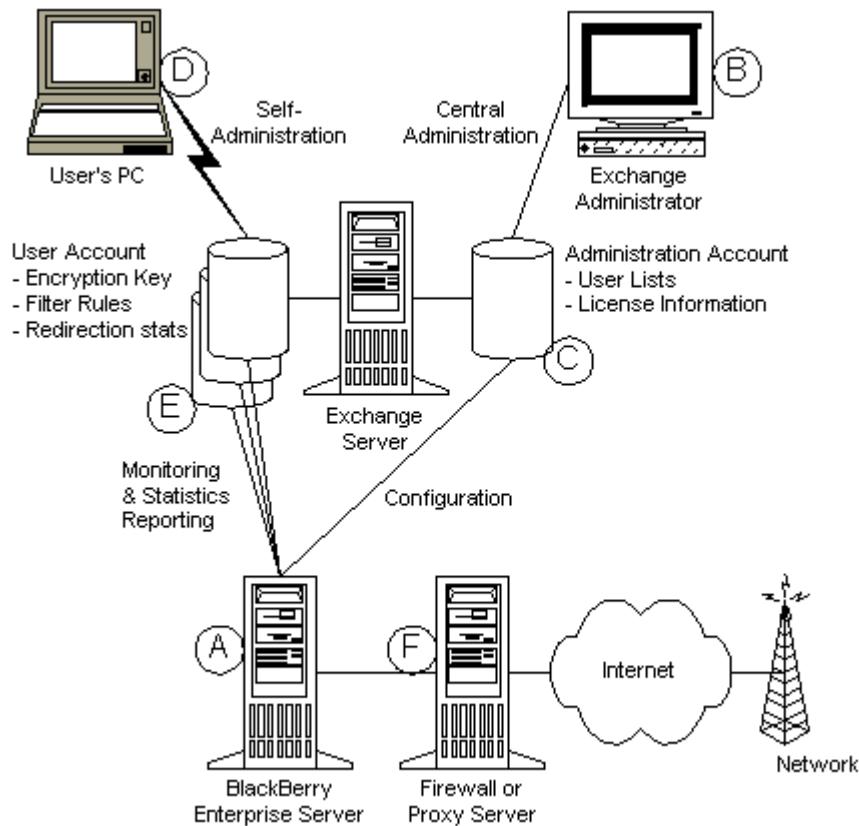 D
B
Self-
Administration
Central
Administration
User's PC
Exchange
Administrator
User Account
- Encryption Key
- Filter Rules
- Redirection stats
Administration Account
- User Lists
- License Information
C
E
Exchange
Server
Monitoring
& Statistics
Reporting
Configuration
A
F
Internet
Network
BlackBerry
Enterprise Server
Firewall or
Proxy Server